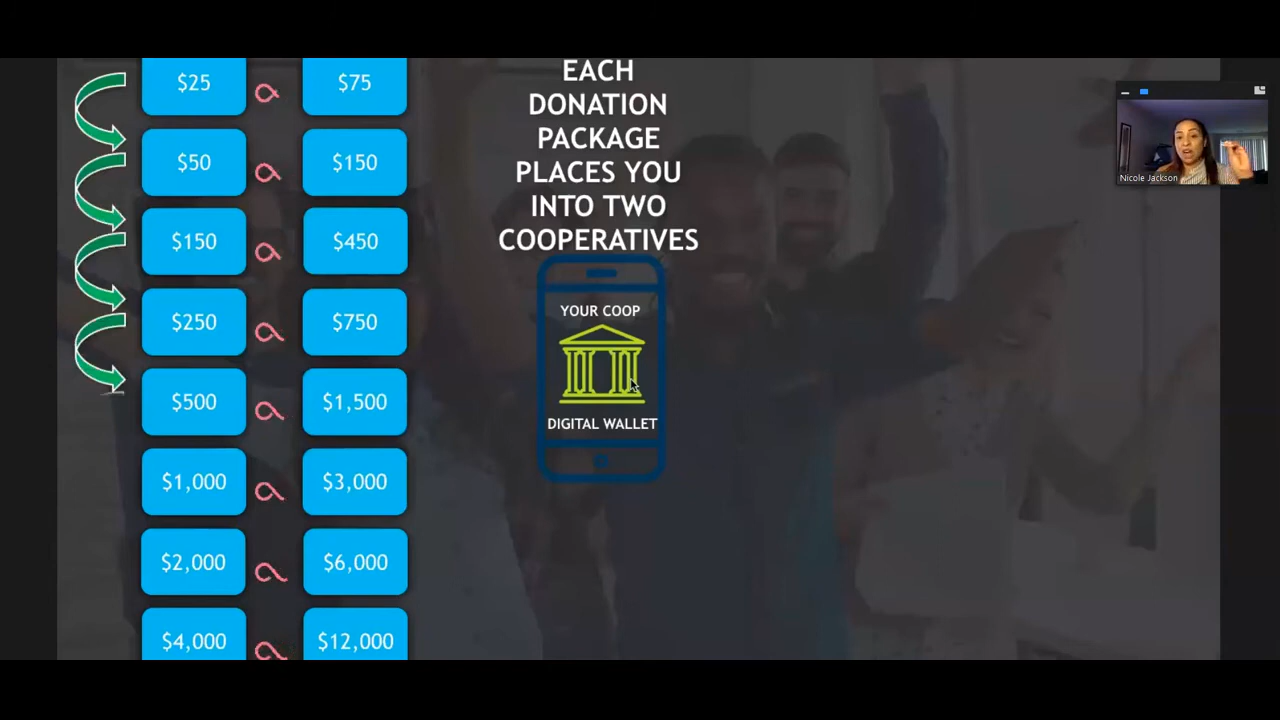 $25 $75
$50 $150
$150 $450
$250 $750
$500 $1,500
$1,000 $3,000
$2,000 $6,000
$4,000 $12,000
EACH
DONATION
PACKAGE
PLACES YOU
INTO TWO
COOPERATIVES
YOUR COOP
DIGITAL WALLET
Nicole Jackson